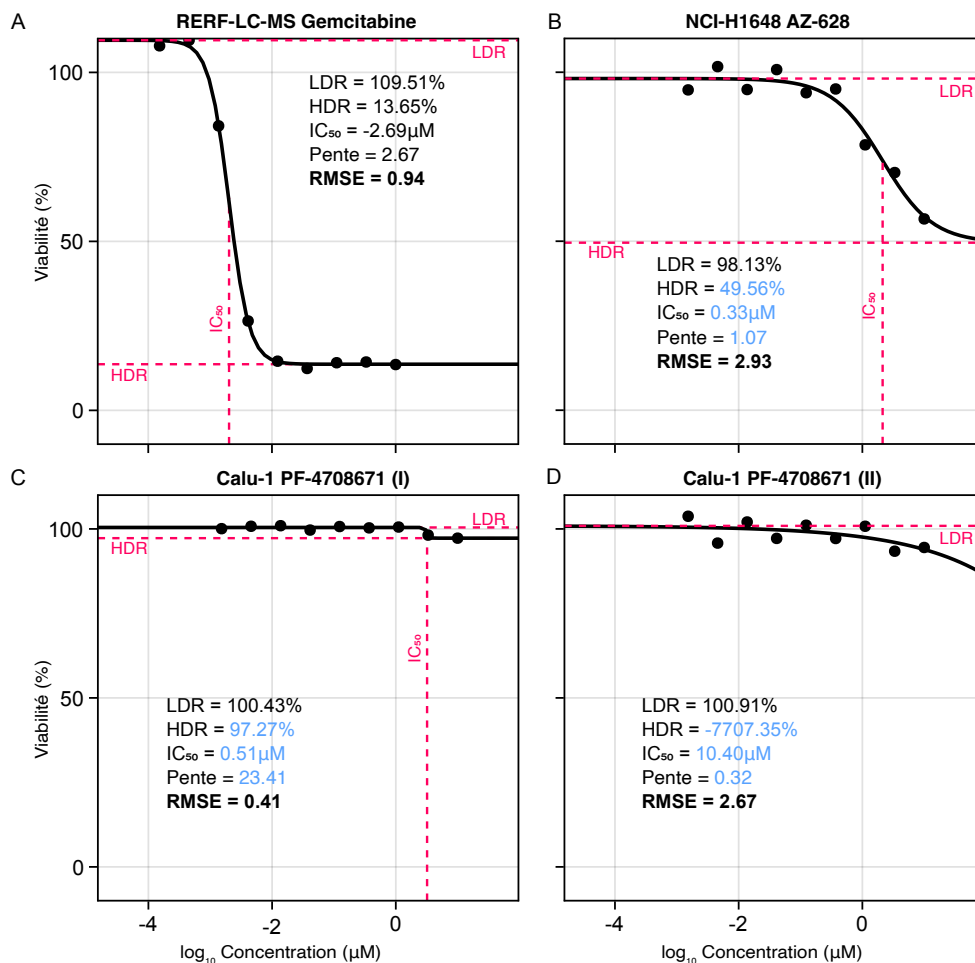 A
RERF-LC-MS Gemcitabine
LDR
100
LDR = 109.51%
HDR = 13.65%
IC₅₀ = -2.69µM
Pente = 2.67
RMSE = 0.94
Viabilité (%)
50
IC₅₀
HDR
0
-4
-2
0
B
NCI-H1648 AZ-628
LDR
HDR
LDR = 98.13%
HDR = 49.56%
IC₅₀ = 0.33µM
Pente = 1.07
RMSE = 2.93
IC₅₀
C
Calu-1 PF-4708671 (I)
100
LDR
HDR
IC₅₀
Viabilité (%)
50
LDR = 100.43%
HDR = 97.27%
IC₅₀ = 0.51µM
Pente = 23.41
RMSE = 0.41
0
-4
-2
0
log₁₀ Concentration (µM)
D
Calu-1 PF-4708671 (II)
LDR
LDR = 100.91%
HDR = -7707.35%
IC₅₀ = 10.40µM
Pente = 0.32
RMSE = 2.67
-2
0
log₁₀ Concentration (µM)